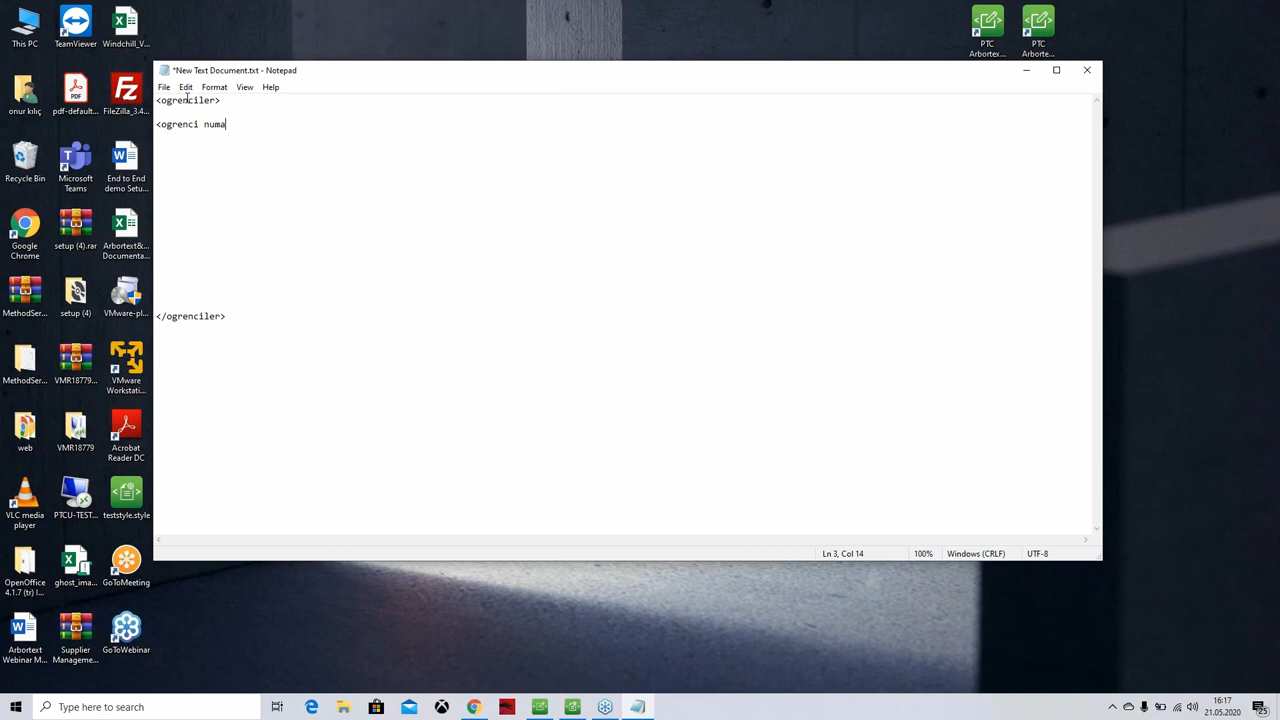 This PC
TeamViewer
Windchill_V...
PTC
Arbortex...
PTC
Arborte...
*New Text Document.txt - Notepad
File Edit Format View Help
<ogrenciler>
<ogrenci numa
</ogrenciler>
onur kılıç
pdf-default...
FileZilla_3.4...
Recycle Bin
Microsoft
Teams
End to End
demo Setu...
Google
Chrome
setup (4).rar
Arbortext&...
Documenta...
MethodSer...
setup (4)
VMware-pl...
MethodSer...
VMR18779...
VMware
Workstati...
web
VMR18779
Acrobat
Reader DC
VLC media
player
PTCU-TEST...
teststyle.style
OpenOffice
4.1.7 (tr) I...
ghost_ima...
GoToMeeting
Arbortext
Webinar M...
Supplier
Manageme...
GoToWebinar
Ln 3, Col 14
100%
Windows (CRLF)
UTF-8
Type here to search
16:17
21.05.2020